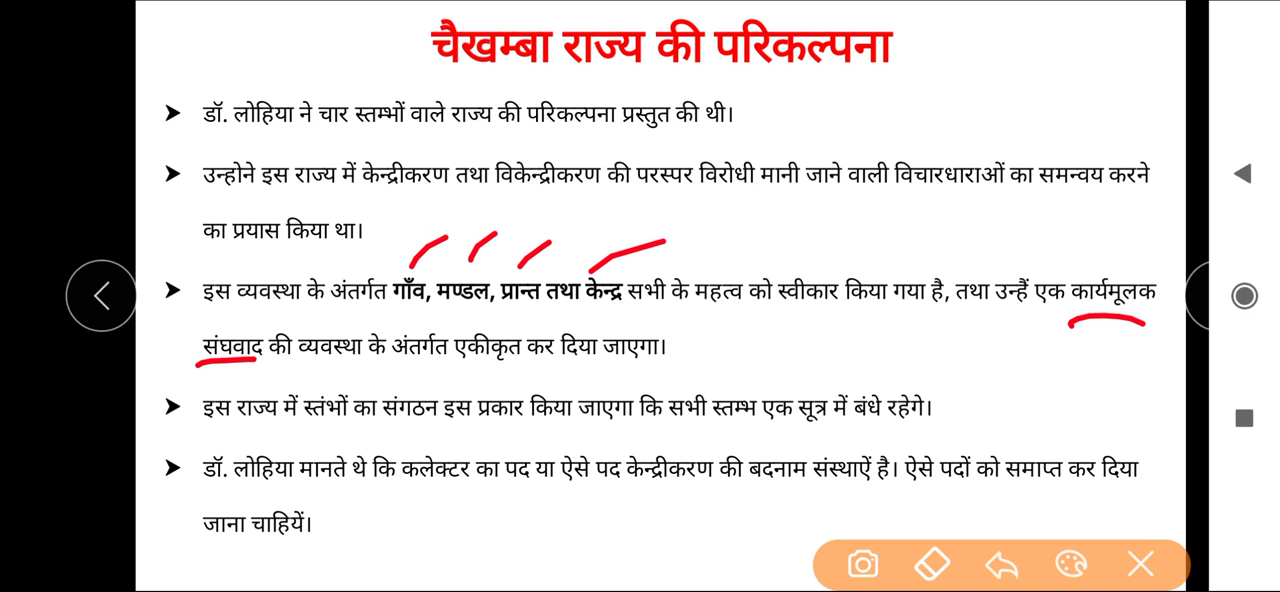 चैखम्बा राज्य की परिकल्पना
➤ डॉ. लोहिया ने चार स्तम्भों वाले राज्य की परिकल्पना प्रस्तुत की थी।
➤ उन्होने इस राज्य में केन्द्रीकरण तथा विकेन्द्रीकरण की परस्पर विरोधी मानी जाने वाली विचारधाराओं का समन्वय करने
का प्रयास किया था।
➤ इस व्यवस्था के अंतर्गत गाँव, मण्डल, प्रान्त तथा केन्द्र सभी के महत्व को स्वीकार किया गया है, तथा उन्हैं एक कार्यमूलक
संघवाद की व्यवस्था के अंतर्गत एकीकृत कर दिया जाएगा।
➤ इस राज्य में स्तंभों का संगठन इस प्रकार किया जाएगा कि सभी स्तम्भ एक सूत्र में बंधे रहेगे।
➤ डॉ. लोहिया मानते थे कि कलेक्टर का पद या ऐसे पद केन्द्रीकरण की बदनाम संस्थाऐं है। ऐसे पदों को समाप्त कर दिया
जाना चाहियें।